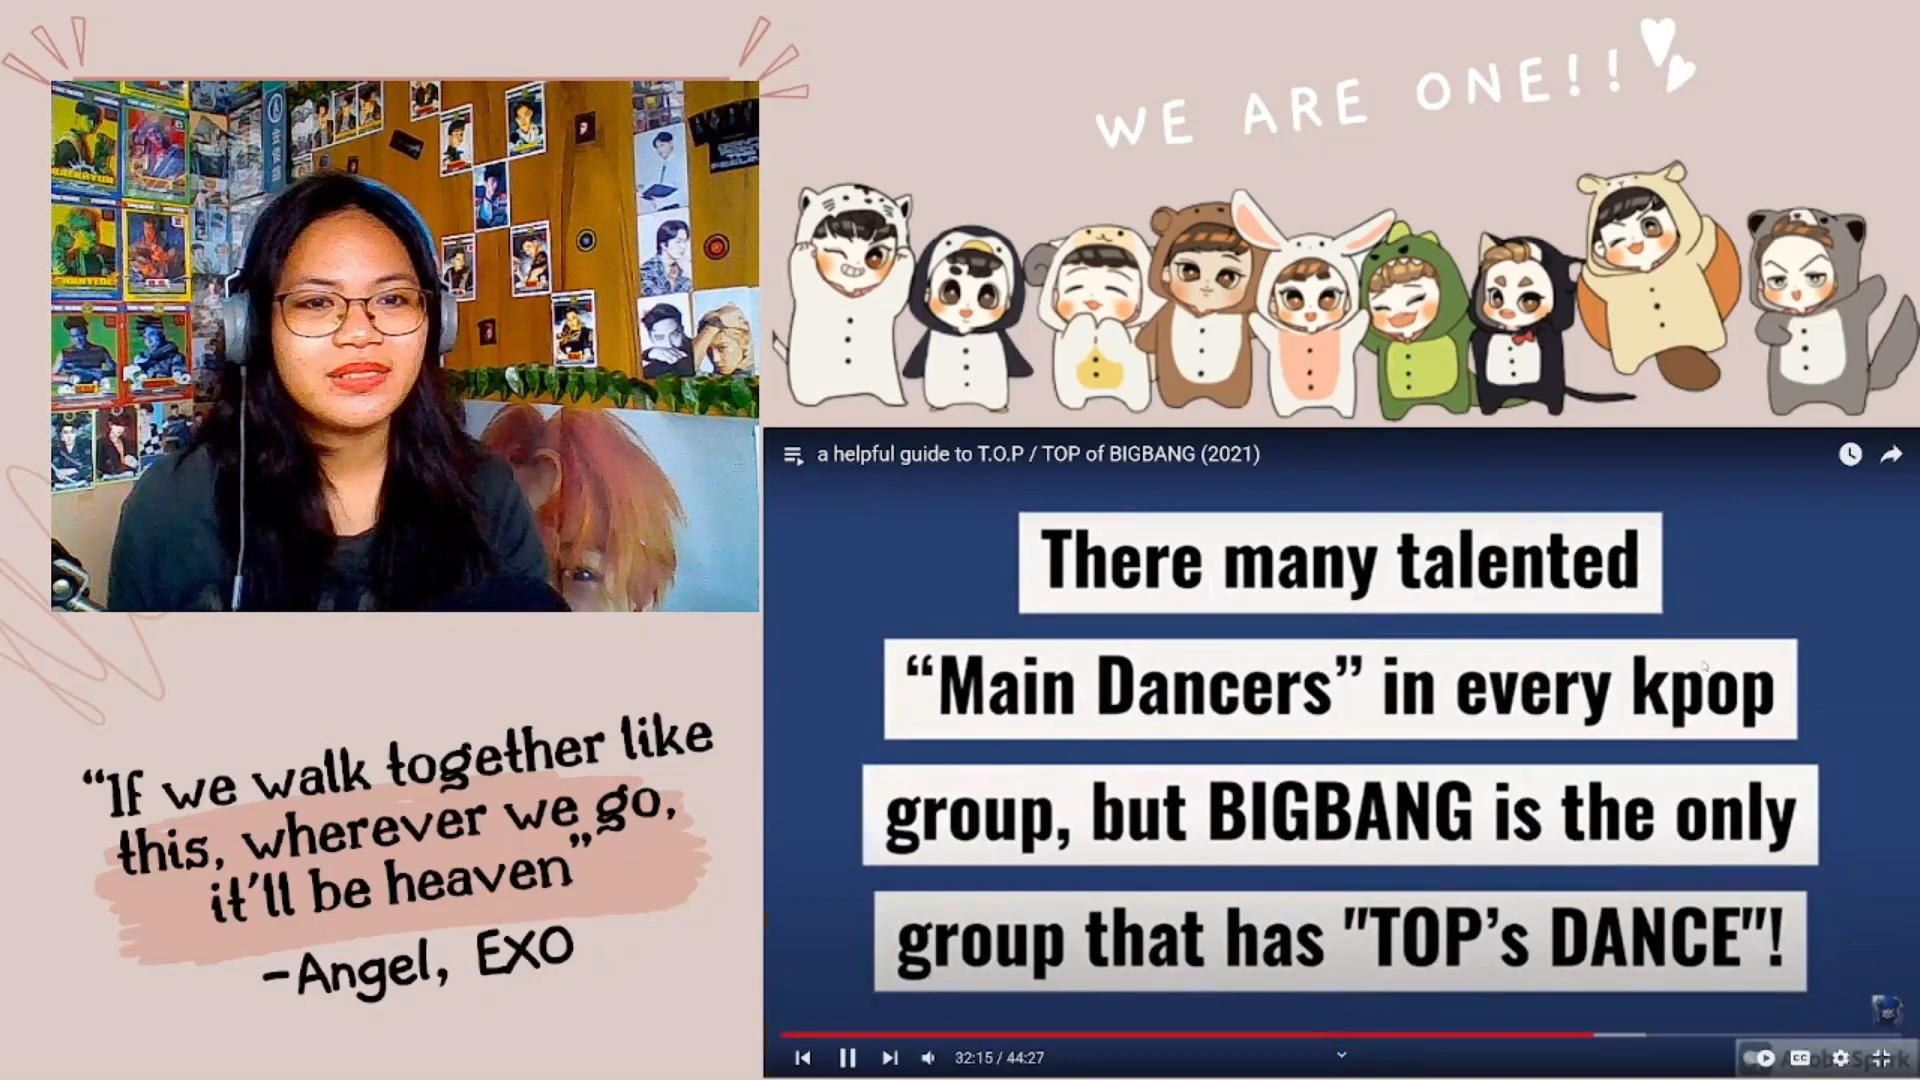 WE ARE ONE!!
BAEKHYUN
a helpful guide to T.O.P / TOP of BIGBANG (2021)
There many talented
“Main Dancers” in every kpop
group, but BIGBANG is the only
group that has "TOP’s DANCE"!
32:15 / 44:27
CC
“If we walk together like
this, wherever we go,
it’ll be heaven”
-Angel, EXO